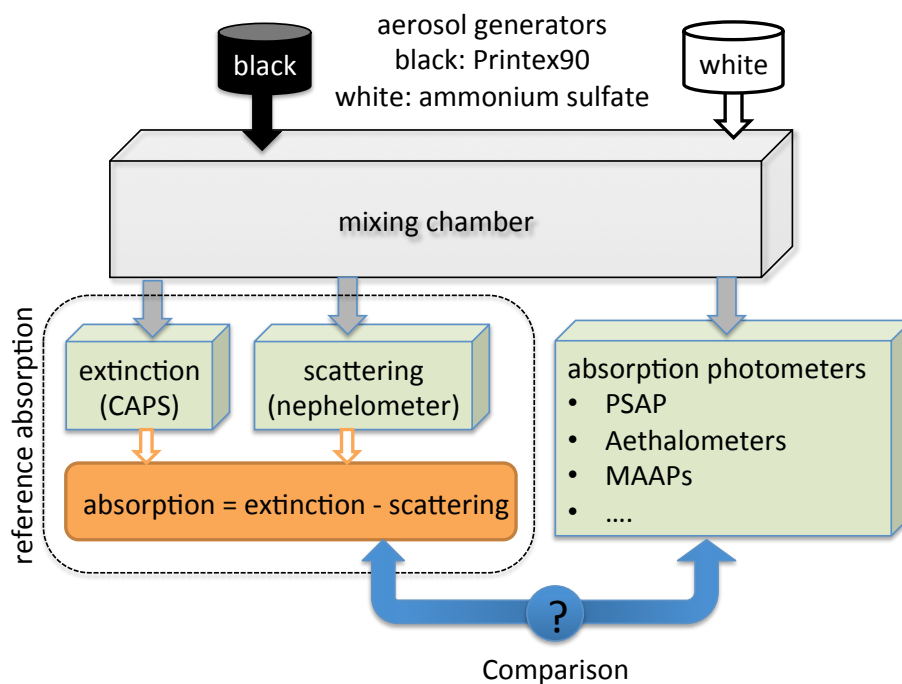 black
aerosol generators
black: Printex90
white: ammonium sulfate
white
mixing chamber
reference absorption
extinction
(CAPS)
scattering
(nephelometer)
absorption = extinction - scattering
absorption photometers
• PSAP
• Aethalometers
• MAAPs
• ....
?
Comparison